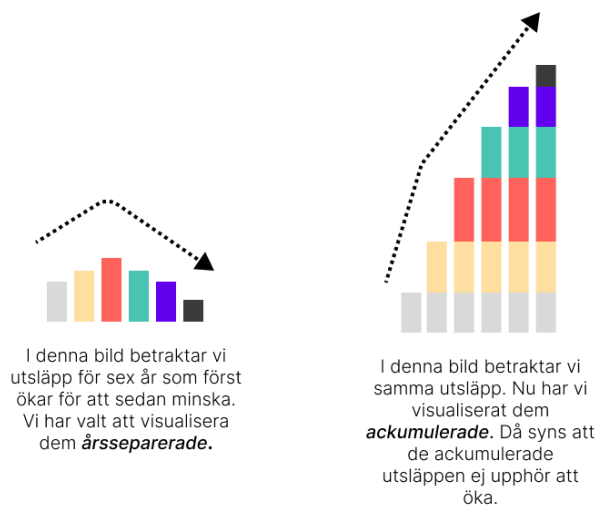 I denna bild betraktar vi
utsläpp för sex år som först
ökar för att sedan minska.
Vi har valt att visualisera
dem årsseparerade.
I denna bild betraktar vi
samma utsläpp. Nu har vi
visualiserat dem
ackumulerade. Då syns att
de ackumulerade
utsläppen ej upphör att
öka.